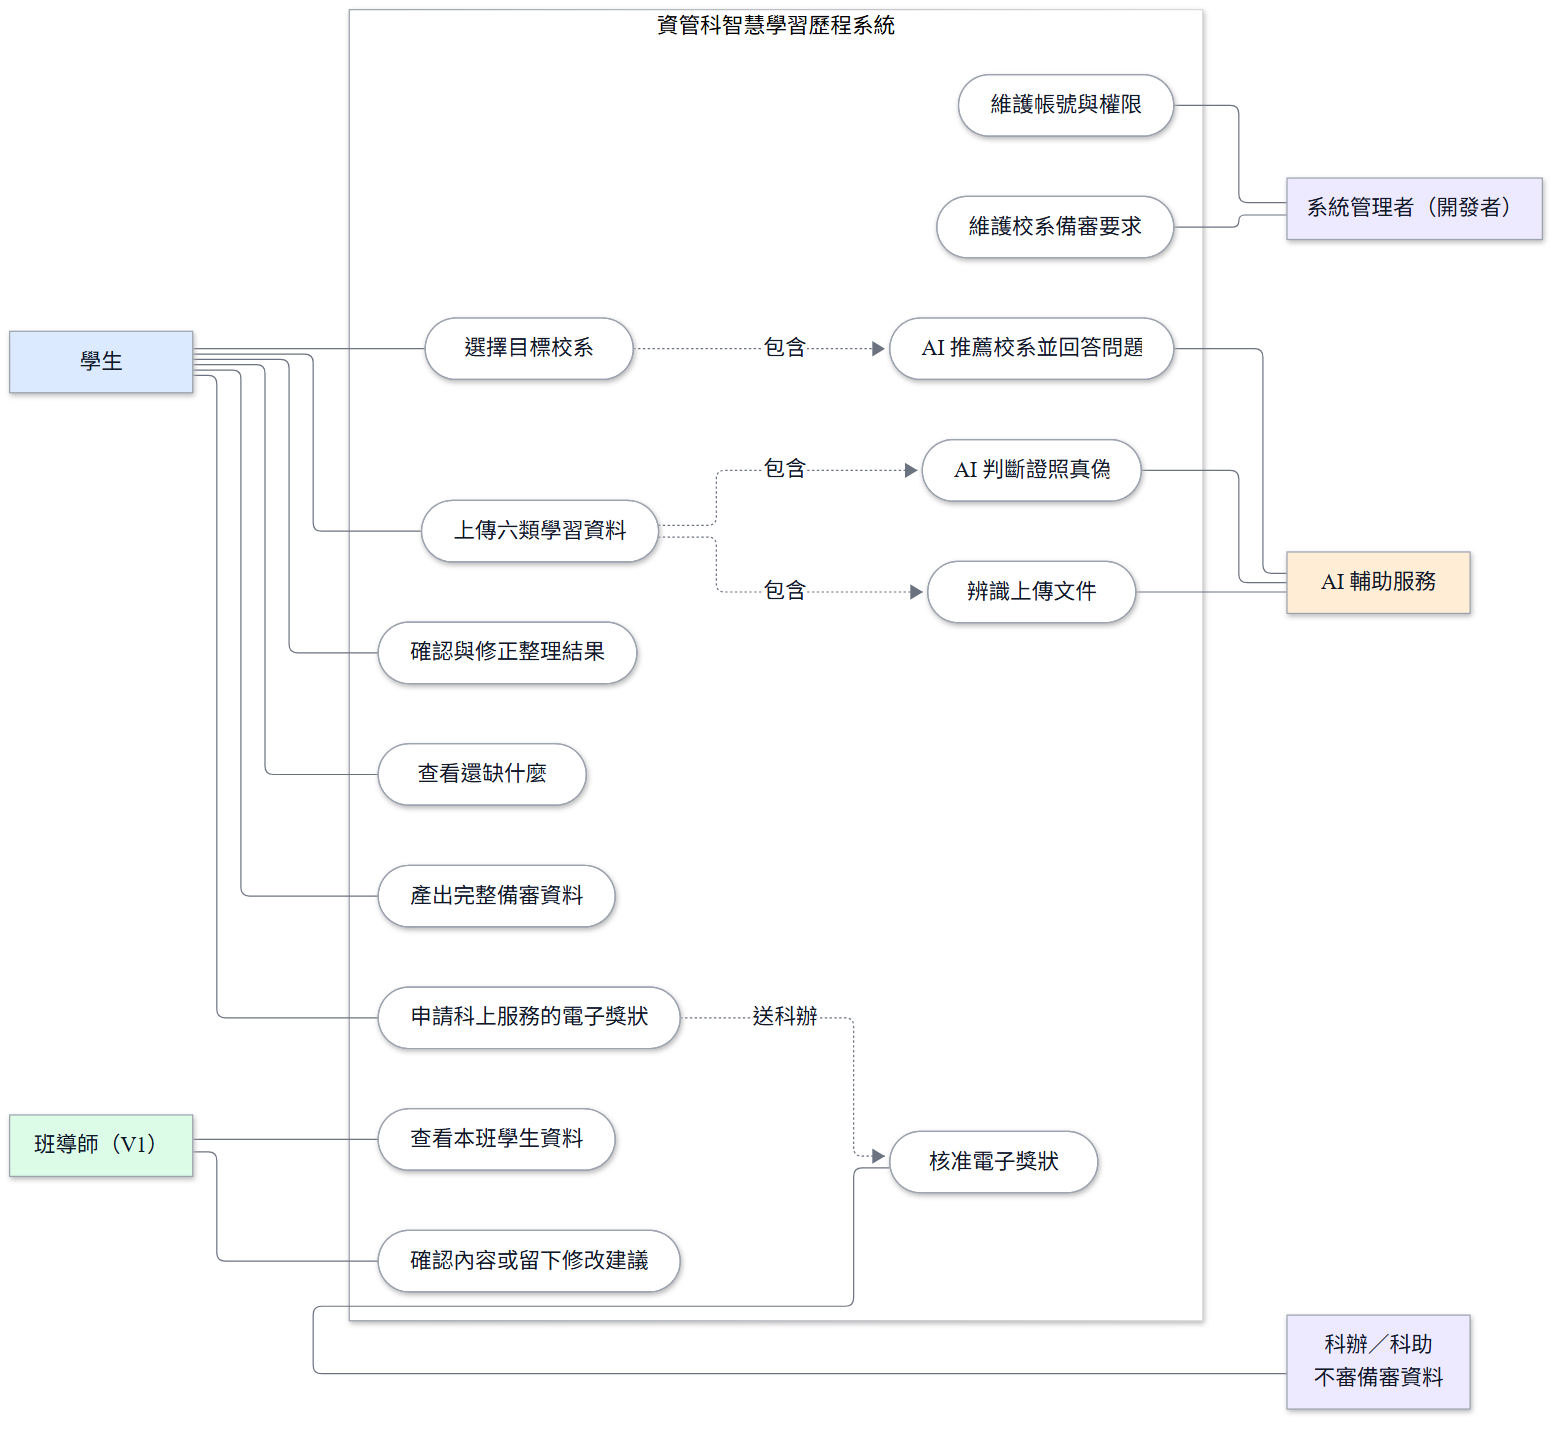 資管科智慧學習歷程系統
維護帳號與權限
系統管理者（開發者）
維護校系備審要求
學生
選擇目標校系
包含
AI 推薦校系並回答問題
包含
AI 判斷證照真偽
上傳六類學習資料
包含
辨識上傳文件
AI 輔助服務
確認與修正整理結果
查看還缺什麼
產出完整備審資料
申請科上服務的電子獎狀
送科辦
班導師（V1）
查看本班學生資料
核准電子獎狀
確認內容或留下修改建議
科辦／科助
不審備審資料